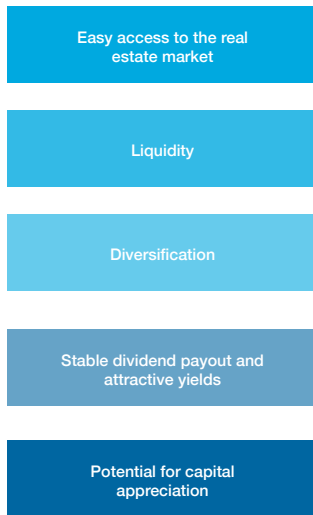 Easy access to the real
estate market
Liquidity
Diversification
Stable dividend payout and
attractive yields
Potential for capital
appreciation